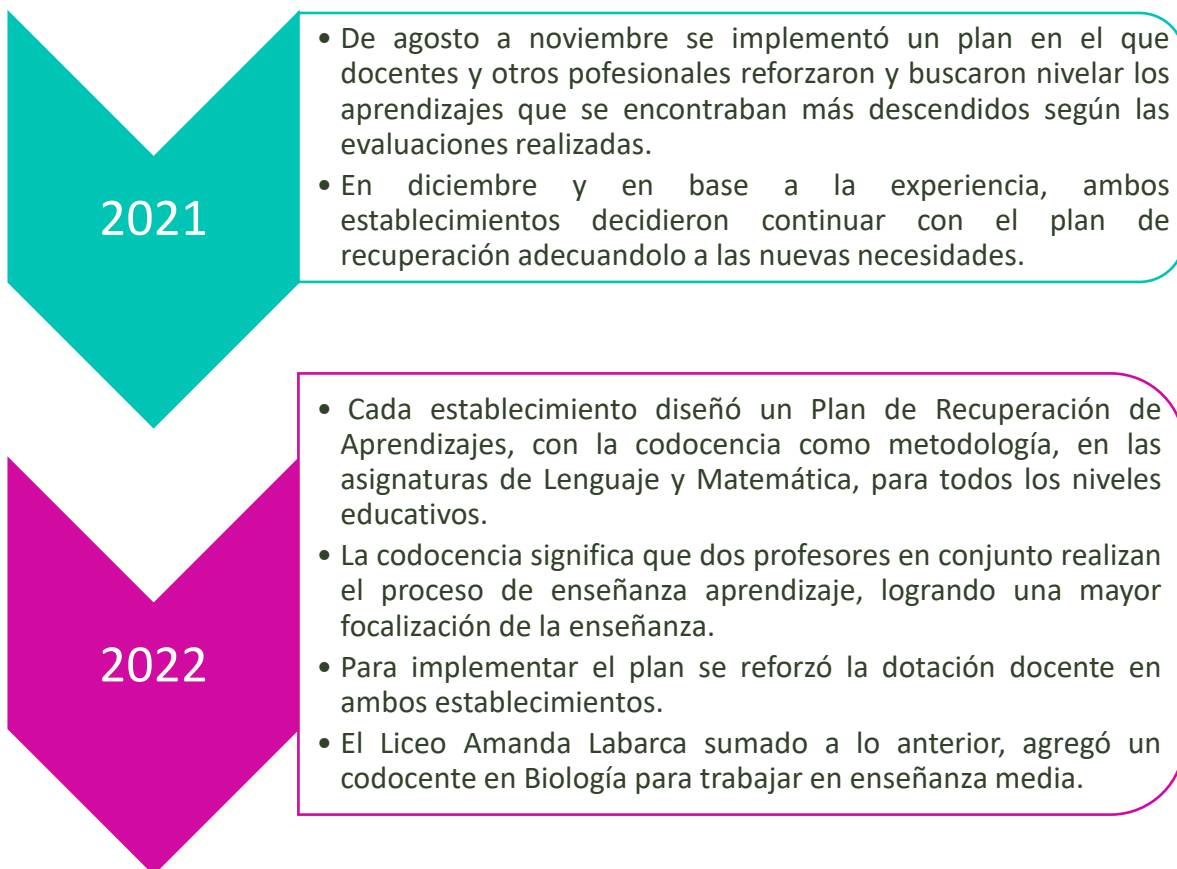 2021
• De agosto a noviembre se implementó un plan en el que
docentes y otros pofesionales reforzaron y buscaron nivelar los
aprendizajes que se encontraban más descendidos según las
evaluaciones realizadas.
• En diciembre y en base a la experiencia, ambos
establecimientos decidieron continuar con el plan de
recuperación adecuandolo a las nuevas necesidades.
2022
• Cada establecimiento diseñó un Plan de Recuperación de
Aprendizajes, con la codocencia como metodología, en las
asignaturas de Lenguaje y Matemática, para todos los niveles
educativos.
• La codocencia significa que dos profesores en conjunto realizan
el proceso de enseñanza aprendizaje, logrando una mayor
focalización de la enseñanza.
• Para implementar el plan se reforzó la dotación docente en
ambos establecimientos.
• El Liceo Amanda Labarca sumado a lo anterior, agregó un
codocente en Biología para trabajar en enseñanza media.